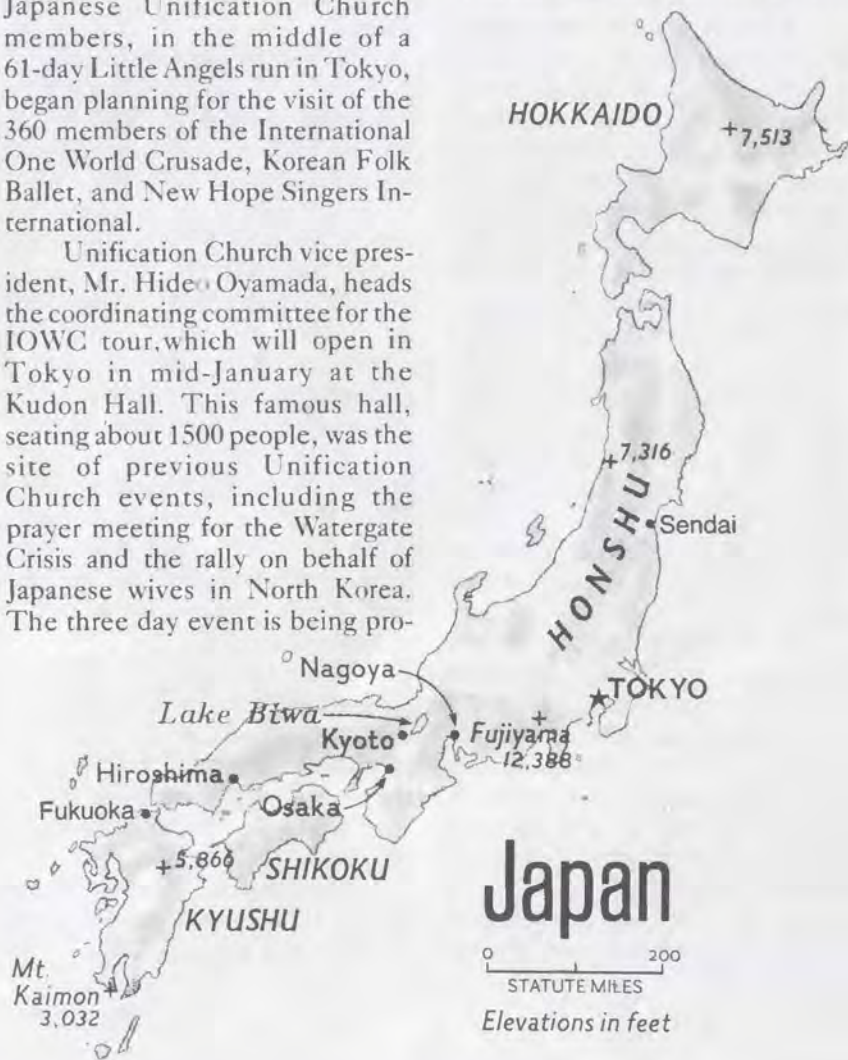 Japanese Unification Church
members, in the middle of a
61-day Little Angels run in Tokyo,
began planning for the visit of the
360 members of the International
One World Crusade, Korean Folk
Ballet, and New Hope Singers In-
ternational.
Unification Church vice pres-
ident, Mr. Hideo Oyamada, heads
the coordinating committee for the
IOWC tour,which will open in
Tokyo in mid-January at the
Kudon Hall. This famous hall,
seating about 1500 people, was the
site of previous Unification
Church events, including the
prayer meeting for the Watergate
Crisis and the rally on behalf of
Japanese wives in North Korea.
The three day event is being pro-
HOKKAIDO
+7,513
+7,316
HONSHU
Sendai
Nagoya
TOKYO
Lake Biwa
Kyoto
Fujiyama
12,388
Hiroshima
Fukuoka
Osaka
+5,866
SHIKOKU
KYUSHU
Mt.
Kaimon
3,032
Japan
0 200
STATUTE MILES
Elevations in feet